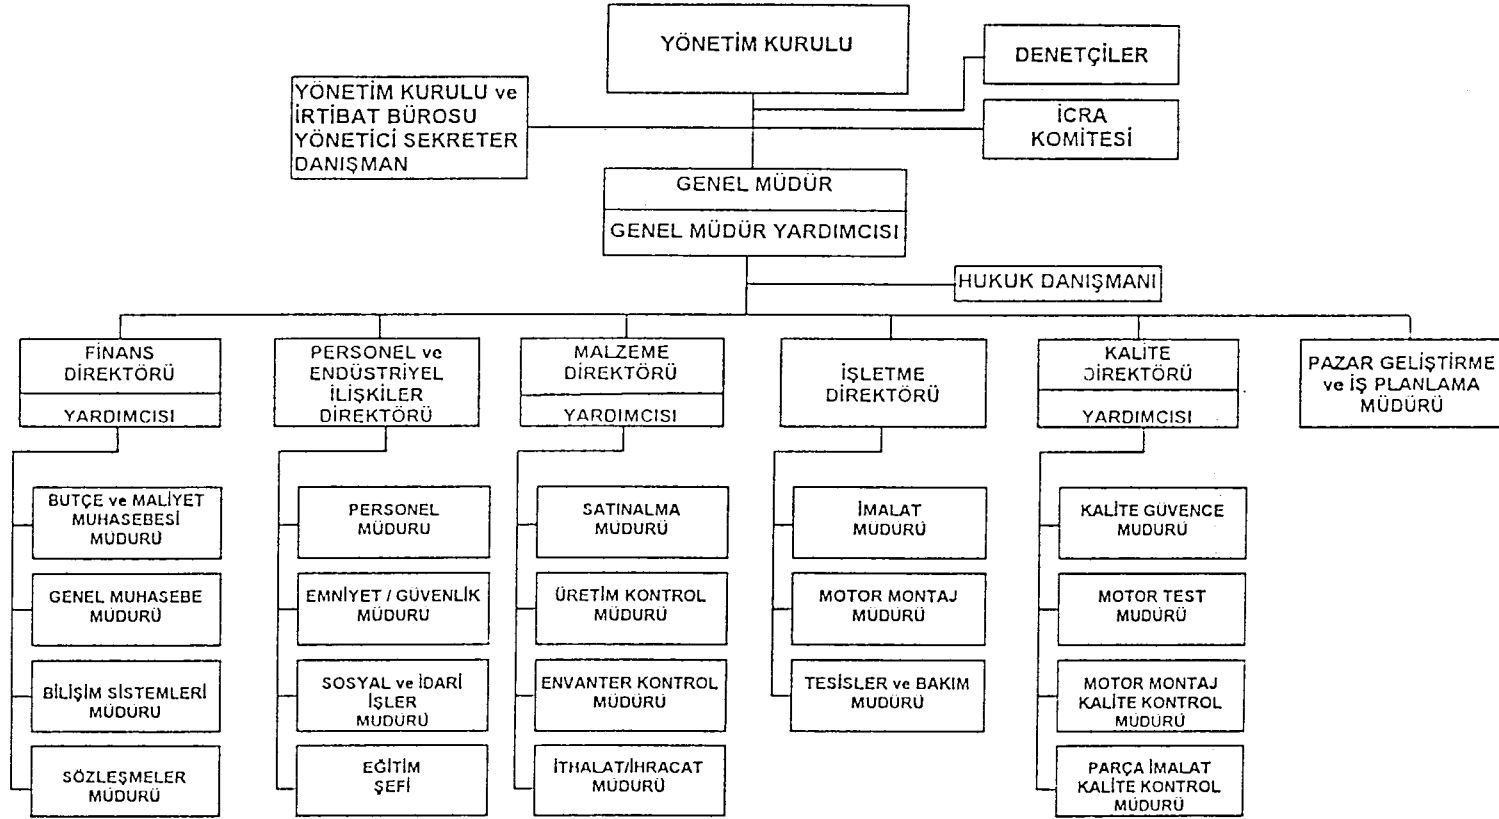 YÖNETİM KURULU
DENETÇİLER
YÖNETİM KURULU ve
İRTİBAT BÜROSU
YÖNETİCİ SEKRETER
DANIŞMAN
İCRA
KOMİTESİ
GENEL MÜDÜR
GENEL MÜDÜR YARDIMCISI
HUKUK DANIŞMANI
FİNANS
DİREKTÖRÜ
YARDIMCISI
PERSONEL ve
ENDÜSTRİYEL
İLİŞKİLER
DİREKTÖRÜ
MALZEME
DİREKTÖRÜ
YARDIMCISI
İŞLETME
DİREKTÖRÜ
KALİTE
DİREKTÖRÜ
YARDIMCISI
PAZAR GELİŞTİRME
ve İŞ PLANLAMA
MÜDÜRÜ
BUTÇE ve MALİYET
MUHASEBESİ
MÜDÜRÜ
GENEL MUHASEBE
MÜDÜRÜ
BİLİŞİM SİSTEMLERİ
MÜDÜRÜ
SÖZLEŞMELER
MÜDÜRÜ
PERSONEL
MÜDURU
EMNİYET / GÜVENLİK
MÜDURU
SOSYAL ve İDARİ
İŞLER
MUDÜRÜ
EĞİTİM
ŞEFİ
SATINALMA
MÜDÜRÜ
ÜRETİM KONTROL
MÜDÜRÜ
ENVANTER KONTROL
MÜDÜRÜ
İTHALAT/İHRACAT
MÜDÜRÜ
İMALAT
MÜDÜRÜ
MOTOR MONTAJ
MÜDÜRÜ
TESİSLER ve BAKIM
MÜDÜRÜ
KALİTE GÜVENCE
MÜDÜRÜ
MOTOR TEST
MÜDÜRÜ
MOTOR MONTAJ
KALİTE KONTROL
MÜDÜRÜ
PARÇA İMALAT
KALİTE KONTROL
MÜDÜRÜ